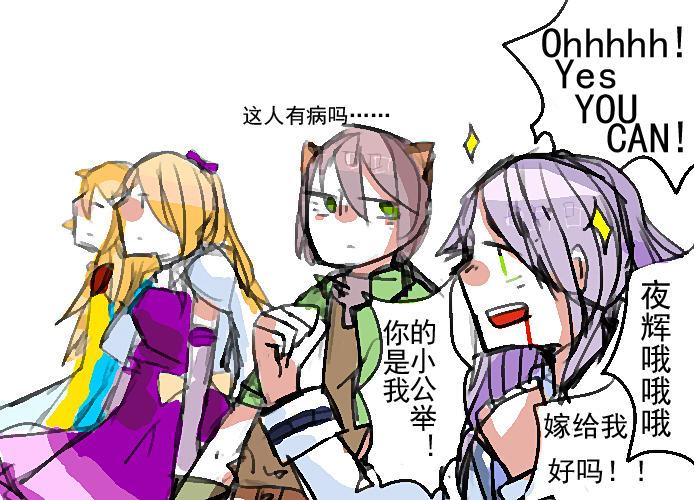 这人有病吗……
Ohhhhh!
Yes
YOU
CAN!
你是我
的小公举！
夜辉哦哦哦
嫁给我
好吗！！